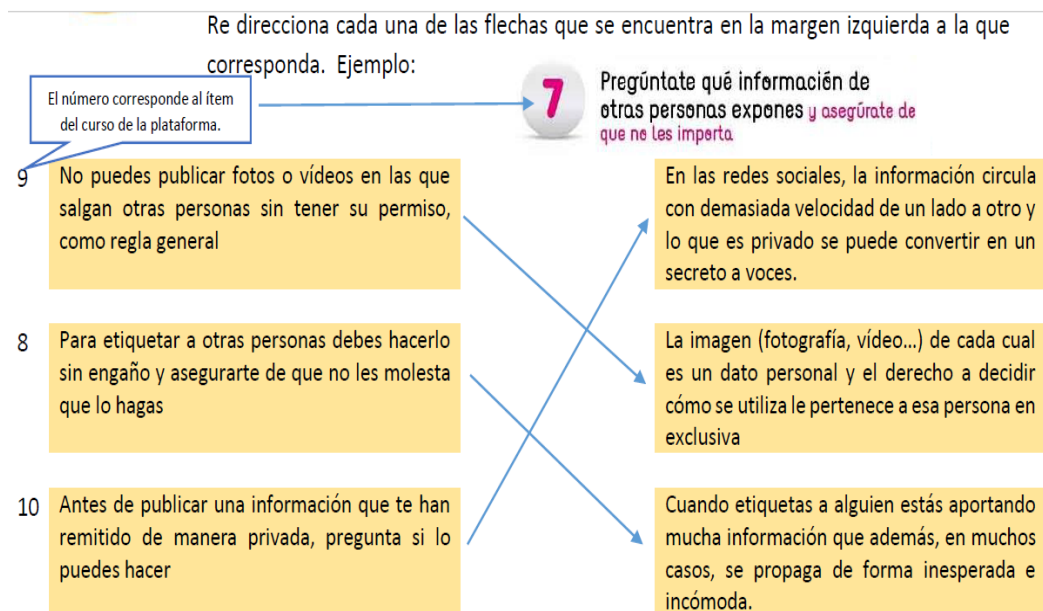 Re direcciona cada una de las flechas que se encuentra en la margen izquierda a la que
corresponda. Ejemplo:
El número corresponde al ítem
del curso de la plataforma.
7
Pregúntate qué información de
otras personas expones y asegúrate de
que no les importa
9
No puedes publicar fotos o vídeos en las que
salgan otras personas sin tener su permiso,
como regla general
En las redes sociales, la información circula
con demasiada velocidad de un lado a otro y
lo que es privado se puede convertir en un
secreto a voces.
8
Para etiquetar a otras personas debes hacerlo
sin engaño y asegurarte de que no les molesta
que lo hagas
La imagen (fotografía, vídeo...) de cada cual
es un dato personal y el derecho a decidir
cómo se utiliza le pertenece a esa persona en
exclusiva
10
Antes de publicar una información que te han
remitido de manera privada, pregunta si lo
puedes hacer
Cuando etiquetas a alguien estás aportando
mucha información que además, en muchos
casos, se propaga de forma inesperada e
incómoda.